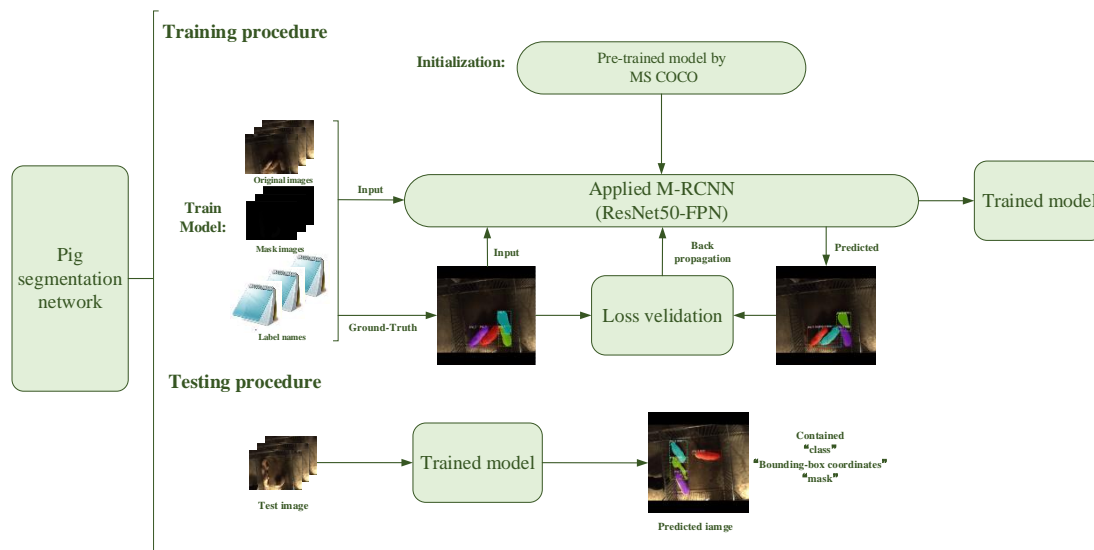 Training procedure
Initialization:
Pre-trained model by
MS COCO
Original images
Train
Model:
Mask images
Label names
Input
Ground-Truth
Applied M-RCNN
(ResNet50-FPN)
Trained model
Input
Back
propagation
Predicted
Loss validation
Pig
segmentation
network
Testing procedure
Test image
Trained model
Predicted iamge
Contained
“class”
“Bounding-box coordinates”
“mask”